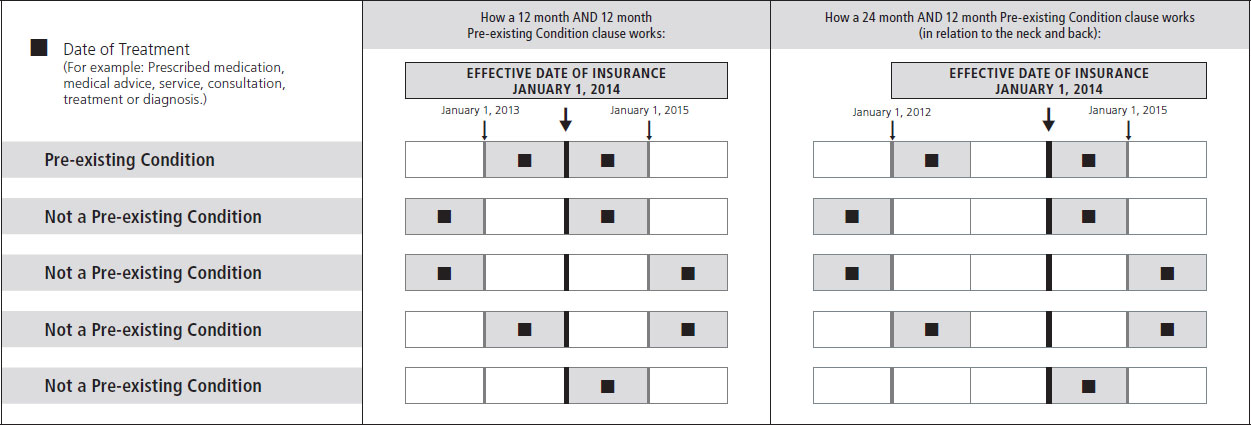 Date of Treatment
(For example: Prescribed medication,
medical advice, service, consultation,
treatment or diagnosis.)
How a 12 month AND 12 month
Pre-existing Condition clause works:
How a 24 month AND 12 month Pre-existing Condition clause works
(in relation to the neck and back):
EFFECTIVE DATE OF INSURANCE
JANUARY 1, 2014
January 1, 2013
January 1, 2015
EFFECTIVE DATE OF INSURANCE
JANUARY 1, 2014
January 1, 2012
January 1, 2015
Pre-existing Condition
Not a Pre-existing Condition
Not a Pre-existing Condition
Not a Pre-existing Condition
Not a Pre-existing Condition